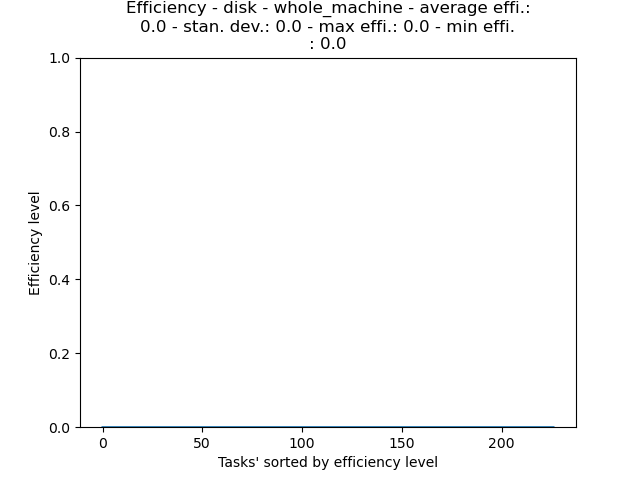 Efficiency - disk - whole_machine - average effi.:
0.0 - stan. dev.: 0.0 - max effi.: 0.0 - min effi.
: 0.0
1.0
0.8
0.6
0.4
0.2
0.0
Efficiency level
0 50 100 150 200
Tasks' sorted by efficiency level